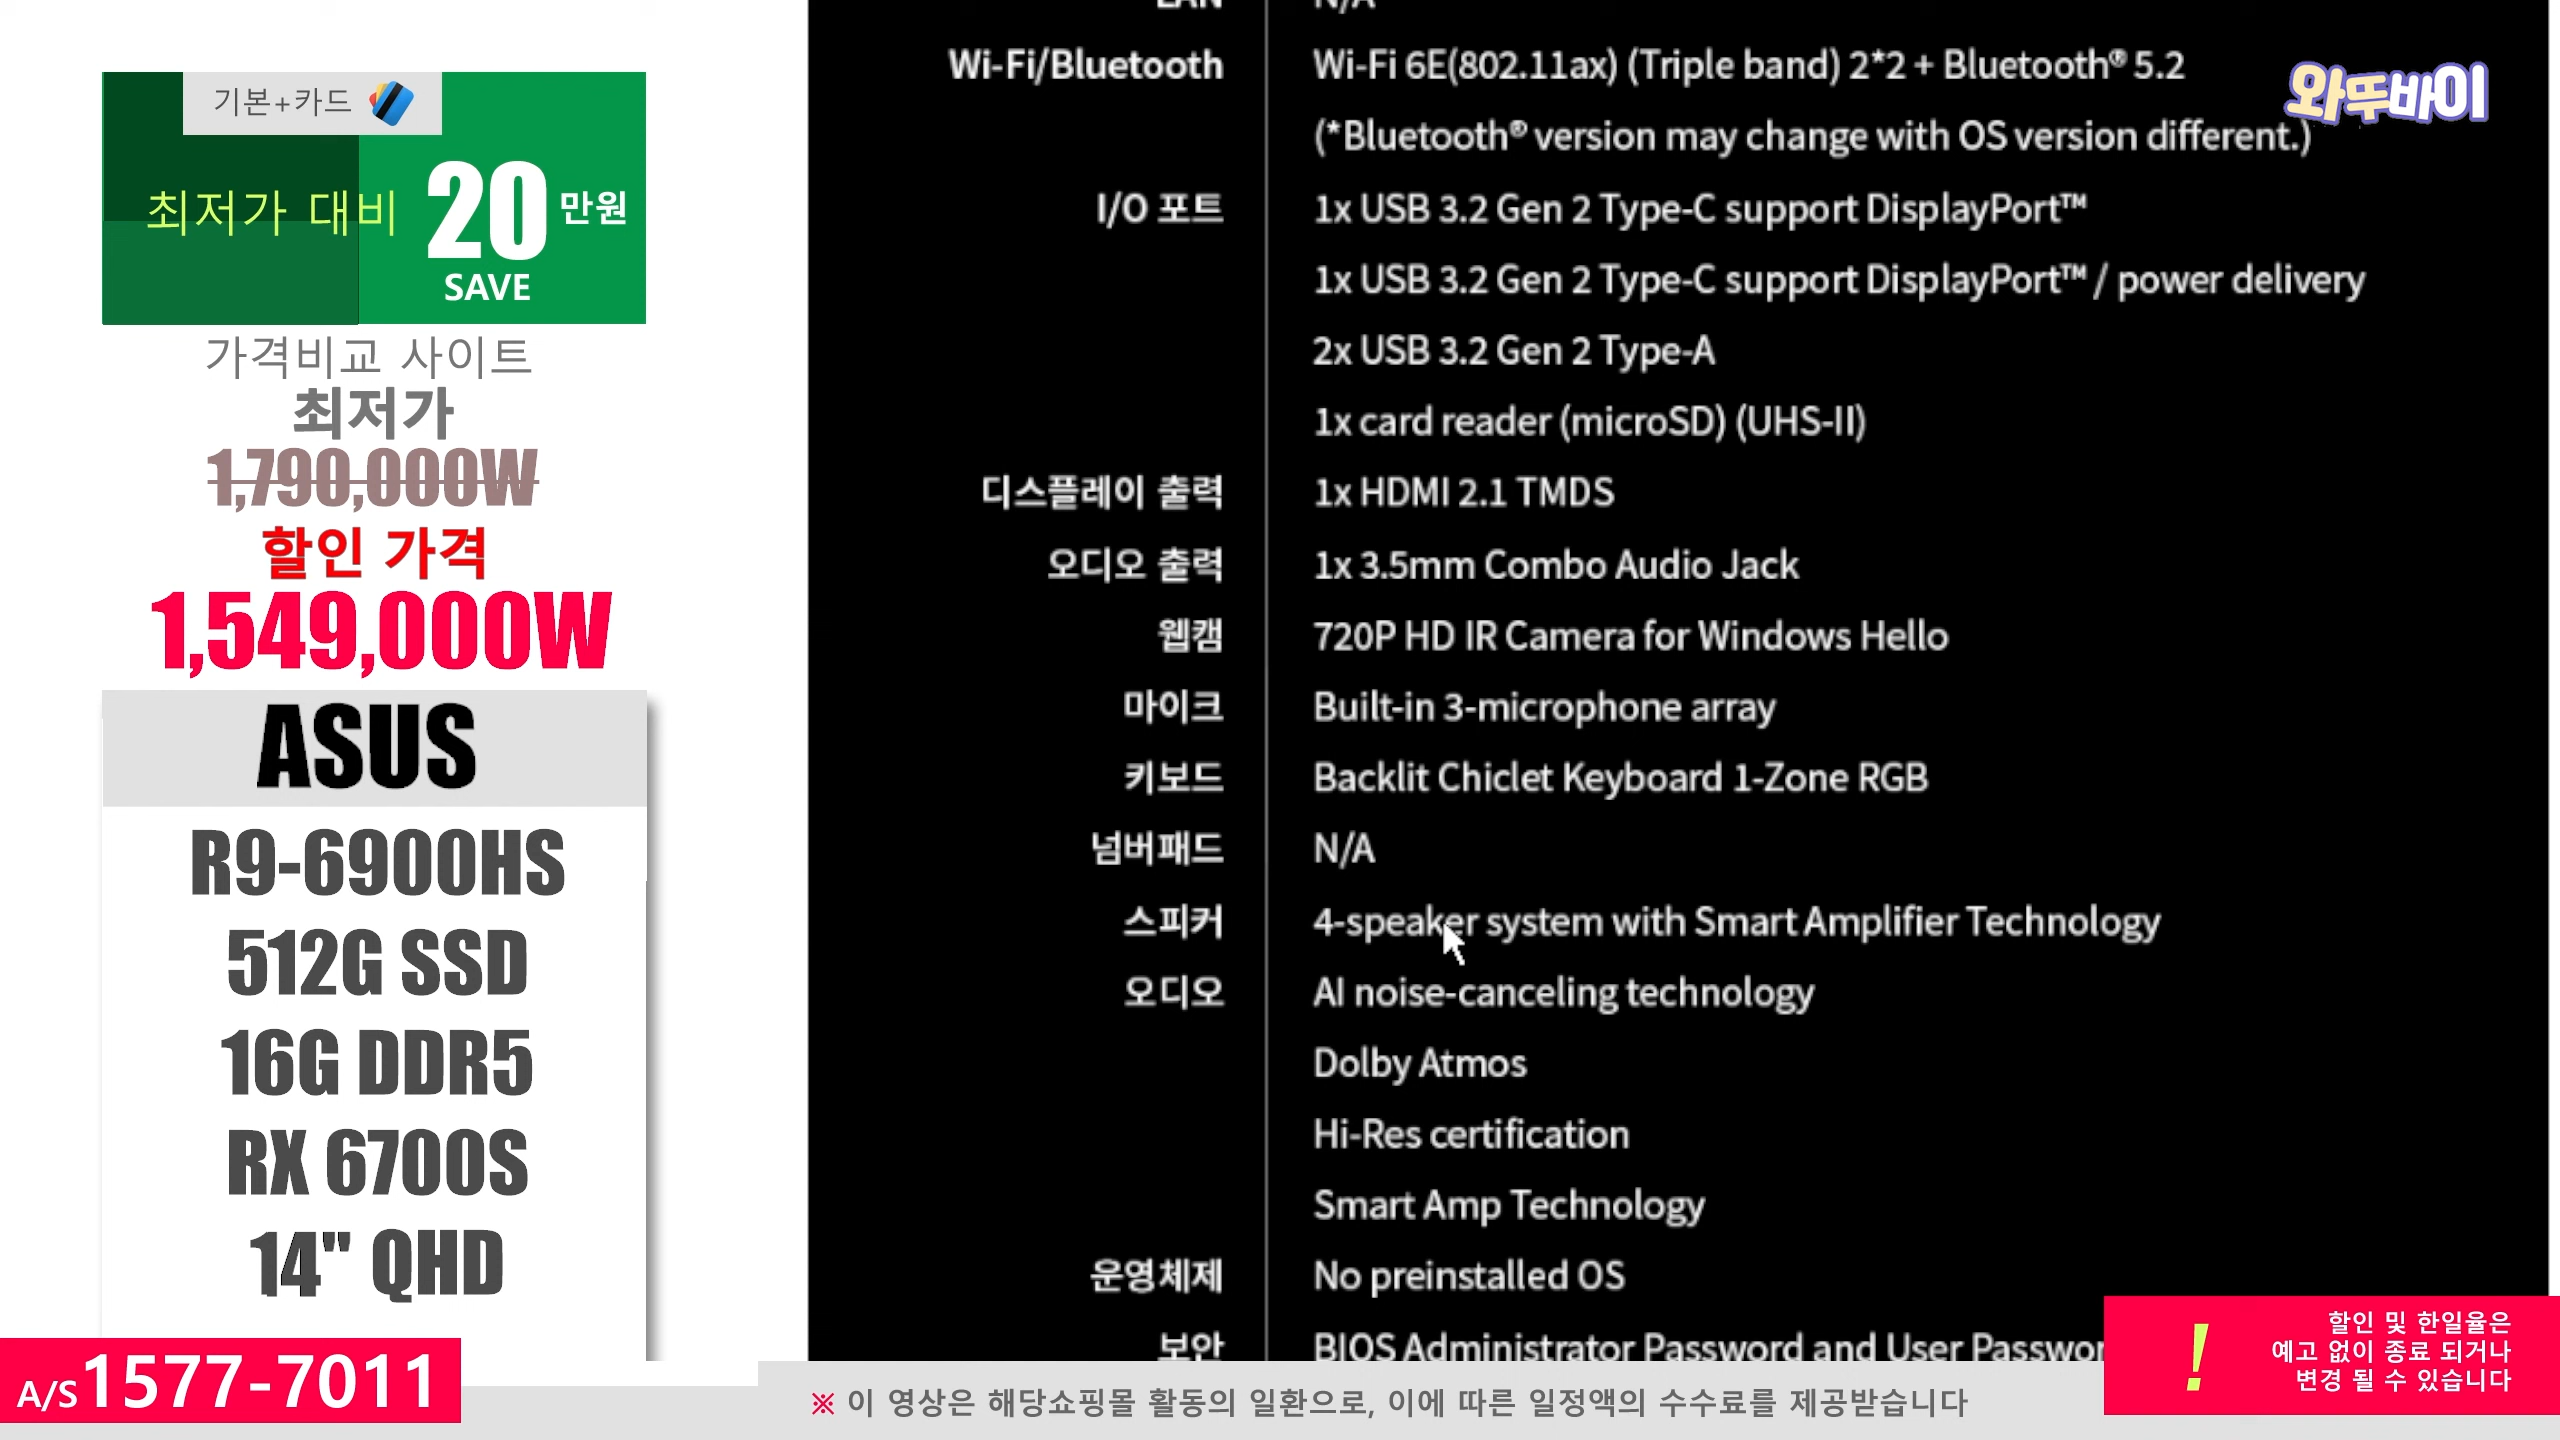 기본+카드
최저가 대비 20만원
SAVE
가격비교 사이트
최저가
1,790,000W
할인 가격
1,549,000W
ASUS
R9-6900HS
512G SSD
16G DDR5
RX 6700S
14" QHD
A/S 1577-7011
LAN N/A
Wi-Fi/Bluetooth Wi-Fi 6E(802.11ax) (Triple band) 2*2 + Bluetooth® 5.2
(*Bluetooth® version may change with OS version different.)
I/O 포트 1x USB 3.2 Gen 2 Type-C support DisplayPort™
1x USB 3.2 Gen 2 Type-C support DisplayPort™ / power delivery
2x USB 3.2 Gen 2 Type-A
1x card reader (microSD) (UHS-II)
디스플레이 출력 1x HDMI 2.1 TMDS
오디오 출력 1x 3.5mm Combo Audio Jack
웹캠 720P HD IR Camera for Windows Hello
마이크 Built-in 3-microphone array
키보드 Backlit Chiclet Keyboard 1-Zone RGB
넘버패드 N/A
스피커 4-speaker system with Smart Amplifier Technology
오디오 AI noise-canceling technology
Dolby Atmos
Hi-Res certification
Smart Amp Technology
운영체제 No preinstalled OS
보안 BIOS Administrator Password and User Passwor
와뚜바이
! 할인 및 한일율은
예고 없이 종료 되거나
변경 될 수 있습니다
※ 이 영상은 해당쇼핑몰 활동의 일환으로, 이에 따른 일정액의 수수료를 제공받습니다